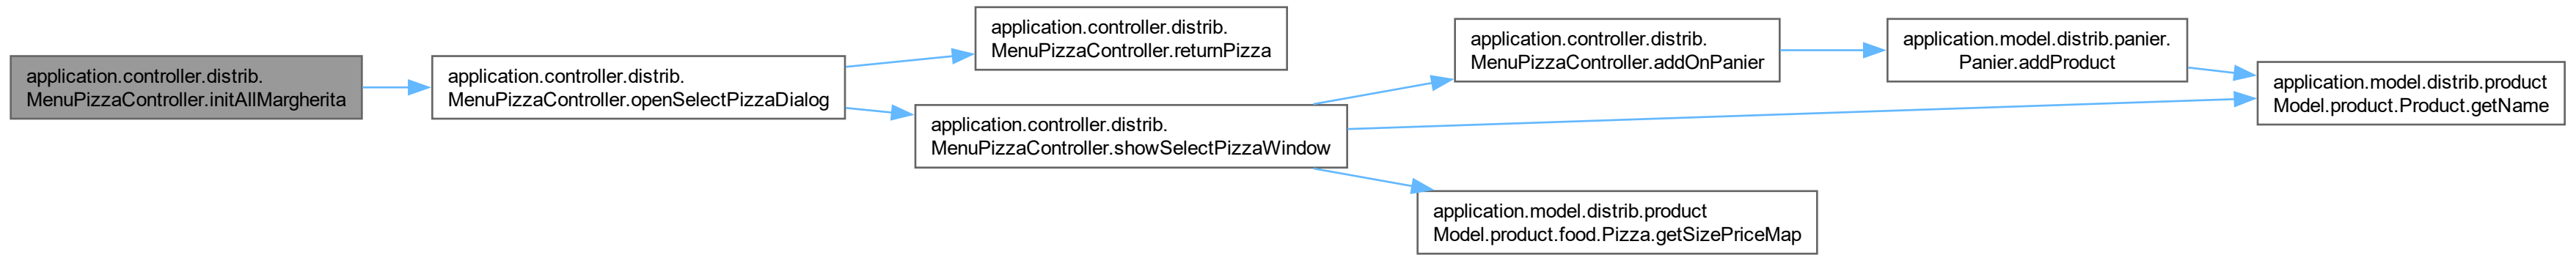 application.controller.distrib.
MenuPizzaController.initAllMargherita
application.controller.distrib.
MenuPizzaController.openSelectPizzaDialog
application.controller.distrib.
MenuPizzaController.returnPizza
application.controller.distrib.
MenuPizzaController.showSelectPizzaWindow
application.controller.distrib.
MenuPizzaController.addOnPanier
application.model.distrib.panier.
Panier.addProduct
application.model.distrib.product
Model.product.Product.getName
application.model.distrib.product
Model.product.food.Pizza.getSizePriceMap